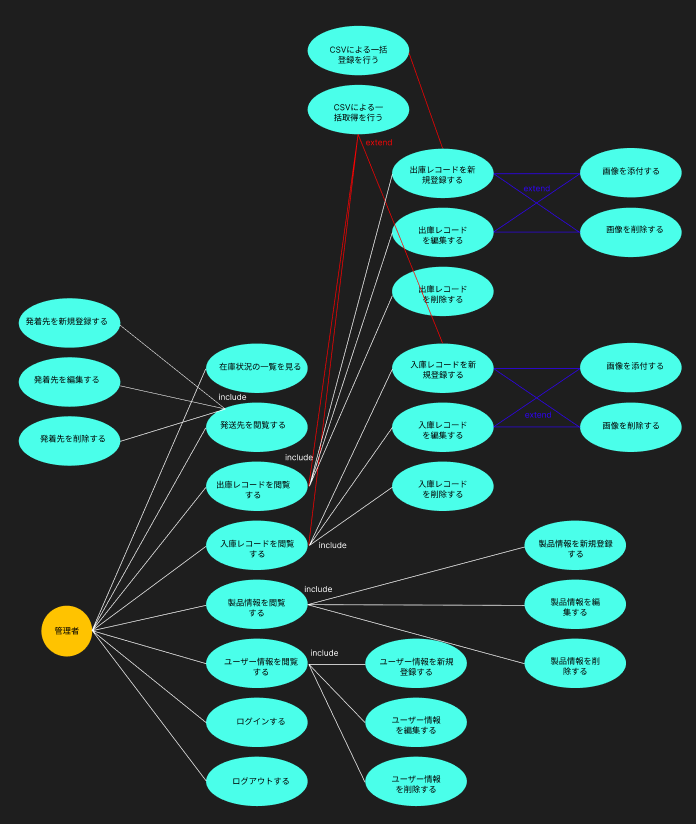 CSVによる一括
登録を行う
CSVによる一
括取得を行う
extend
出庫レコードを新
規登録する
extend
画像を添付する
出庫レコード
を編集する
画像を削除する
出庫レコード
を削除する
発着先を新規登録する
発着先を編集する
発着先を削除する
在庫状況の一覧を見る
include
発送先を閲覧する
入庫レコードを新
規登録する
画像を添付する
extend
入庫レコード
を編集する
画像を削除する
include
出庫レコードを閲覧
する
入庫レコード
を削除する
入庫レコードを閲覧
する
include
製品情報を新規登録
する
include
製品情報を閲覧
する
製品情報を編
集する
管理者
include
ユーザー情報を閲覧
する
ユーザー情報を新規
登録する
製品情報を削
除する
ログインする
ユーザー情報
を編集する
ログアウトする
ユーザー情報
を削除する